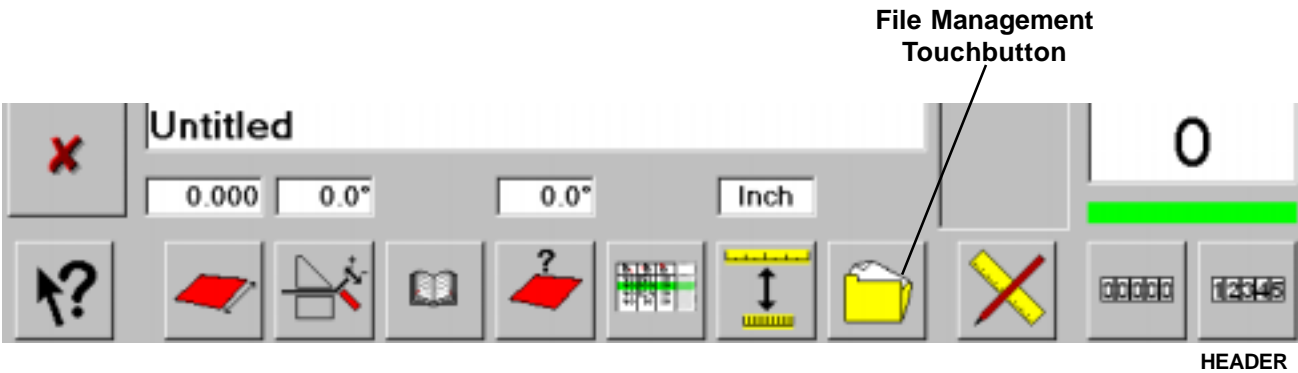 File Management
Touchbutton
Untitled
0
0.000 0.0° 0.0° Inch
? ? 00000 12345
HEADER